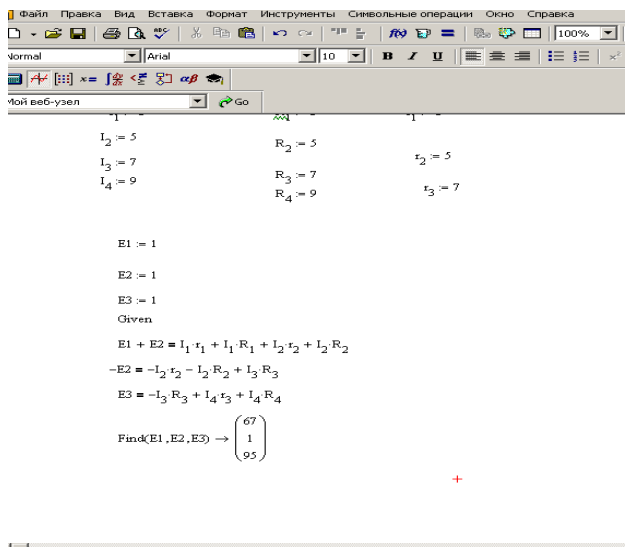 Файл Правка Вид Вставка Формат Инструменты Символьные операции Окно Справка
100%
Normal Arial 10 B I U
Мой веб-узел Go
I₂ := 5 R₂ := 5 r₂ := 5
I₃ := 7 R₃ := 7 r₃ := 7
I₄ := 9 R₄ := 9
E1 := 1
E2 := 1
E3 := 1
Given
E1 + E2 = I₁·r₁ + I₁·R₁ + I₂·r₂ + I₂·R₂
−E2 = −I₂·r₂ − I₂·R₂ + I₃·R₃
E3 = −I₃·R₃ + I₄·r₃ + I₄·R₄
Find(E1,E2,E3) → (67
1
95)